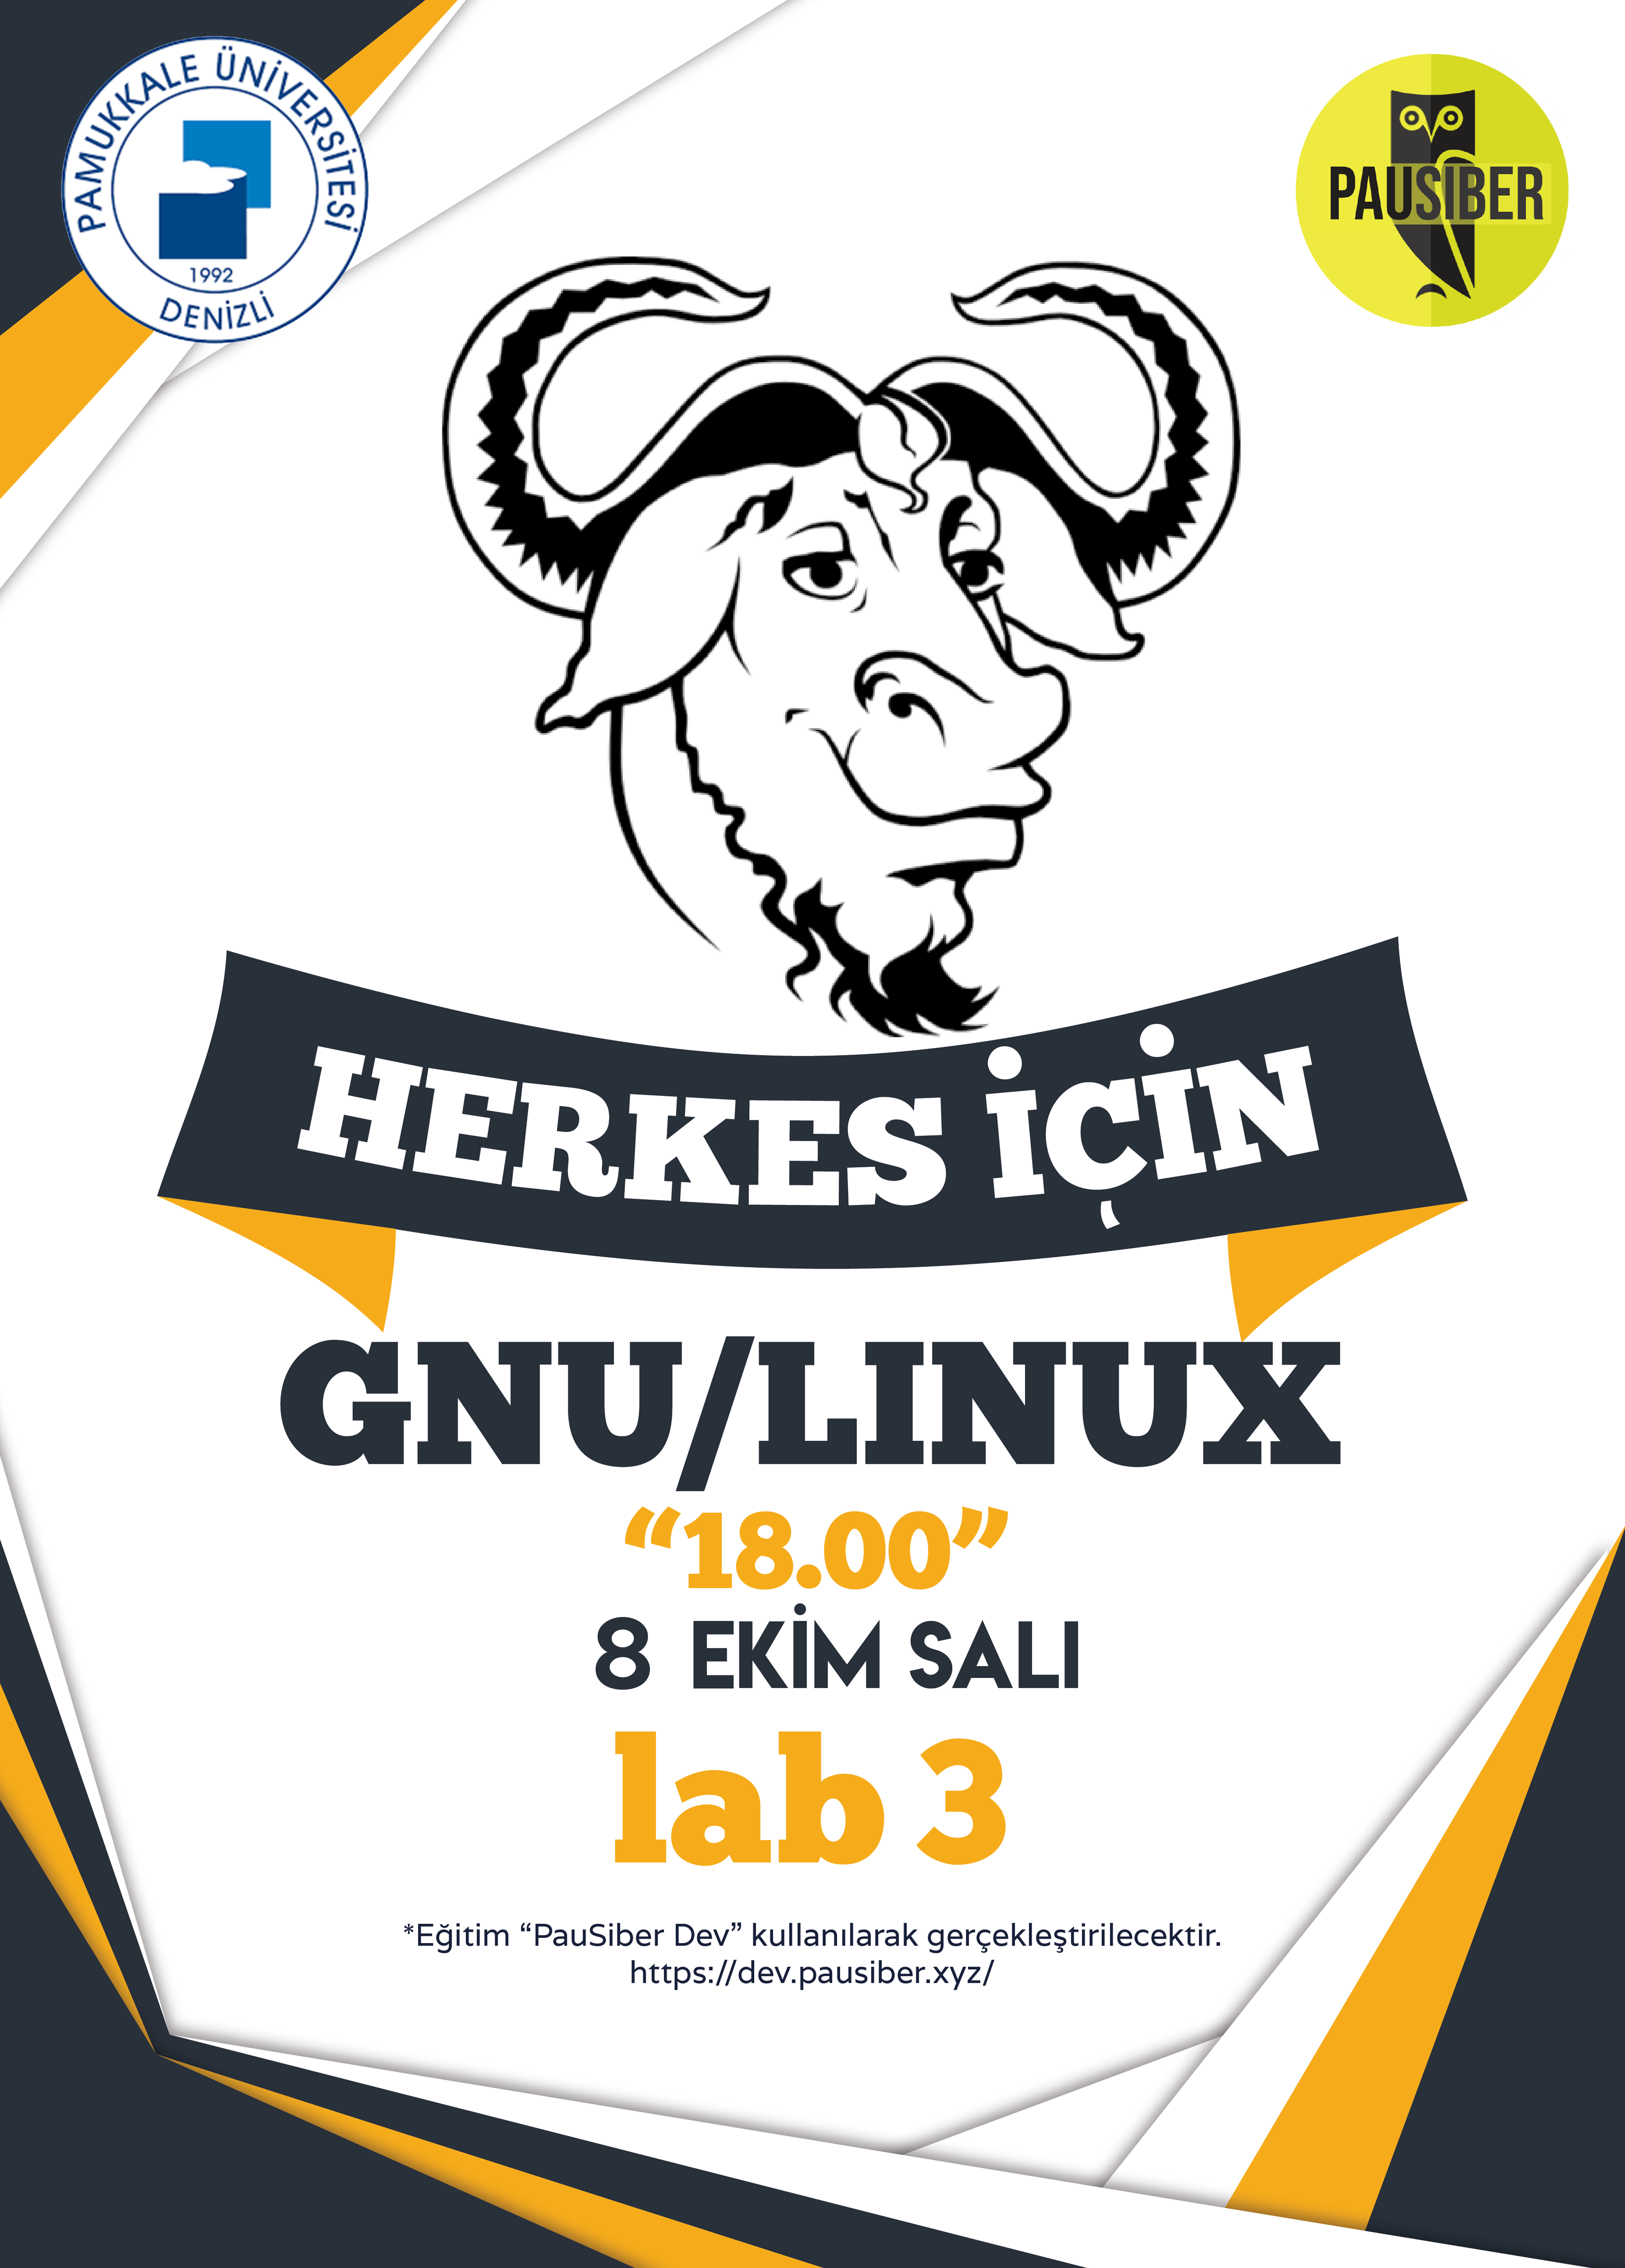 PAMUKKALE ÜNİVERSİTESİ
1992
DENİZLİ
PAUSIBER
HERKES İÇİN
GNU/LINUX
“18.00”
8 EKİM SALI
lab 3
*Eğitim “PauSiber Dev” kullanılarak gerçekleştirilecektir.
https://dev.pausiber.xyz/